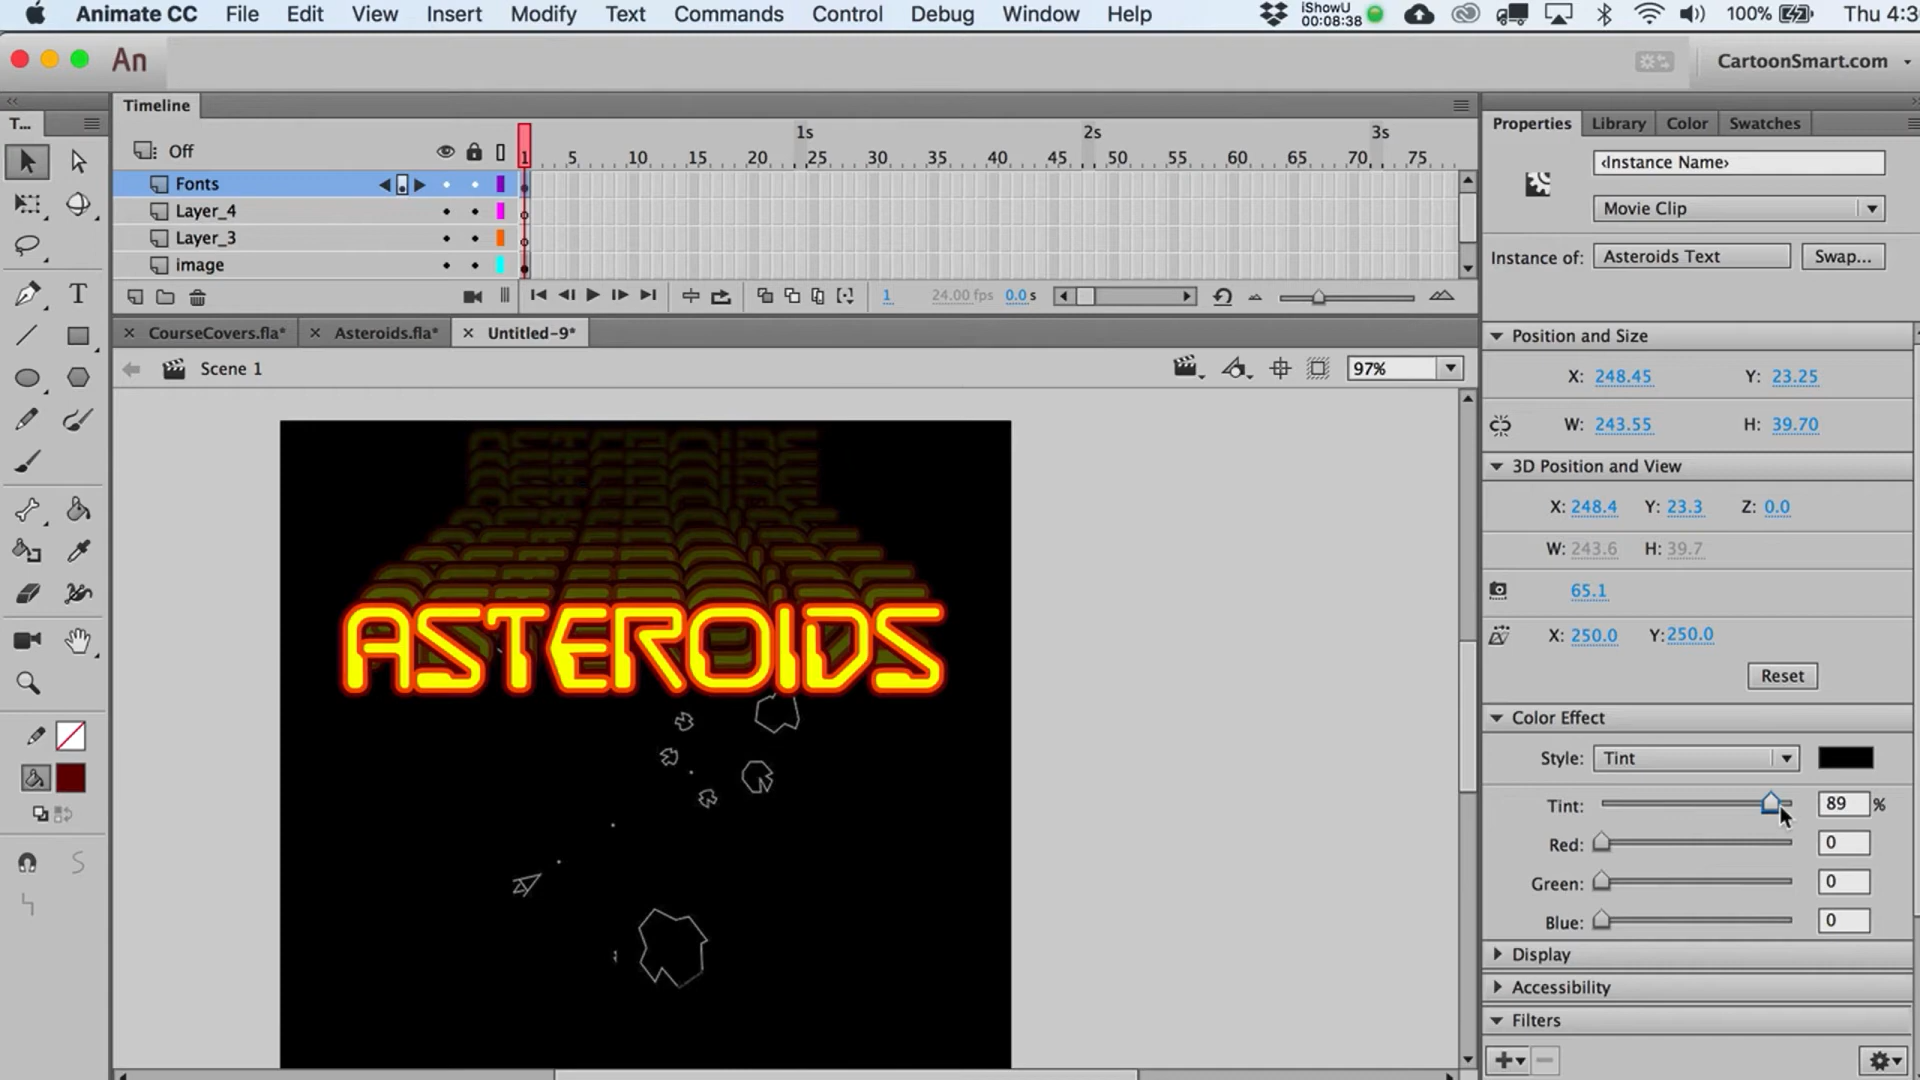 Animate CC File Edit View Insert Modify Text Commands Control Debug Window Help iShowU 00:08:38 100% Thu 4:3
An CartoonSmart.com
T... Timeline Properties Library Color Swatches
Off 1s 2s 3s
1 5 10 15 20 25 30 35 40 45 50 55 60 65 70 75
‹Instance Name›
Fonts
Layer_4 Movie Clip
Layer_3
Instance of: Asteroids Text Swap...
image
1 24.00 fps 0.0 s
CourseCovers.fla* Asteroids.fla* Untitled-9* Position and Size
Scene 1 97% X: 248.45 Y: 23.25
W: 243.55 H: 39.70
3D Position and View
X: 248.4 Y: 23.3 Z: 0.0
W: 243.6 H: 39.7
65.1
ASTEROIDS
X: 250.0 Y: 250.0
Reset
Color Effect
Style: Tint
Tint: 89 %
Red: 0
Green: 0
Blue: 0
Display
Accessibility
Filters